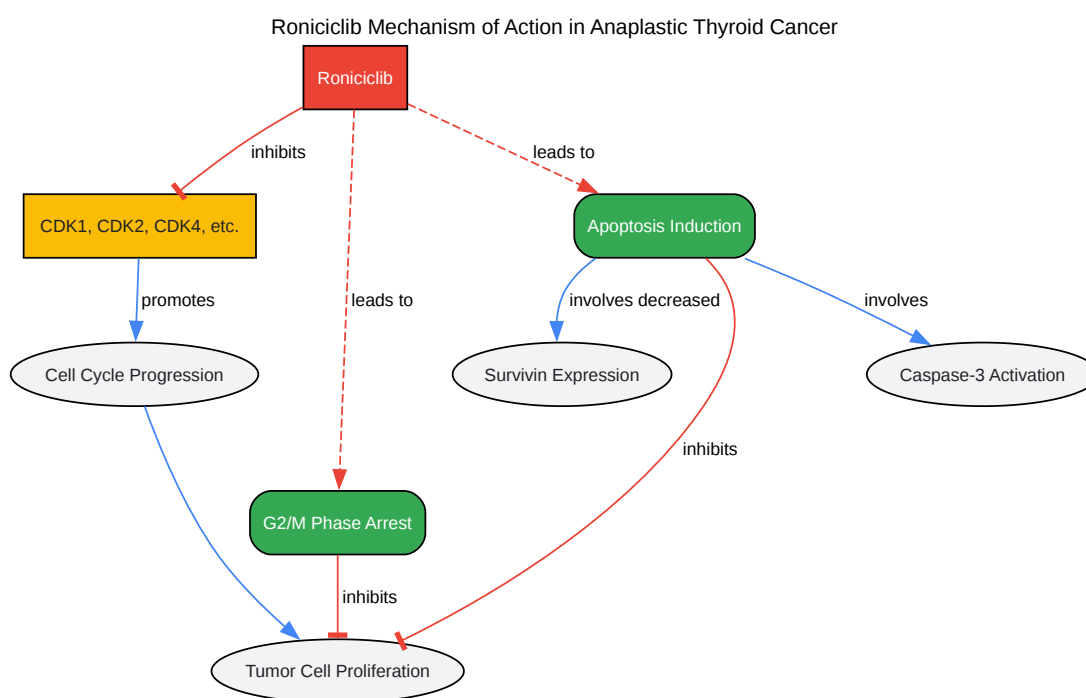 Roniciclib Mechanism of Action in Anaplastic Thyroid Cancer
Roniciclib
inhibits
leads to
CDK1, CDK2, CDK4, etc.
Apoptosis Induction
promotes
leads to
involves decreased
involves
Cell Cycle Progression
Survivin Expression
Caspase-3 Activation
inhibits
G2/M Phase Arrest
inhibits
Tumor Cell Proliferation